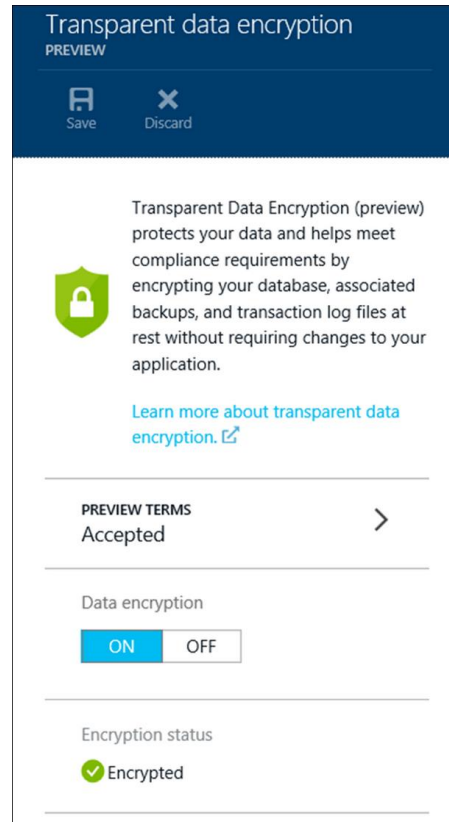 Transparent data encryption
PREVIEW
Save
Discard
Transparent Data Encryption (preview)
protects your data and helps meet
compliance requirements by
encrypting your database, associated
backups, and transaction log files at
rest without requiring changes to your
application.
Learn more about transparent data
encryption.
PREVIEW TERMS
Accepted
Data encryption
ON OFF
Encryption status
Encrypted